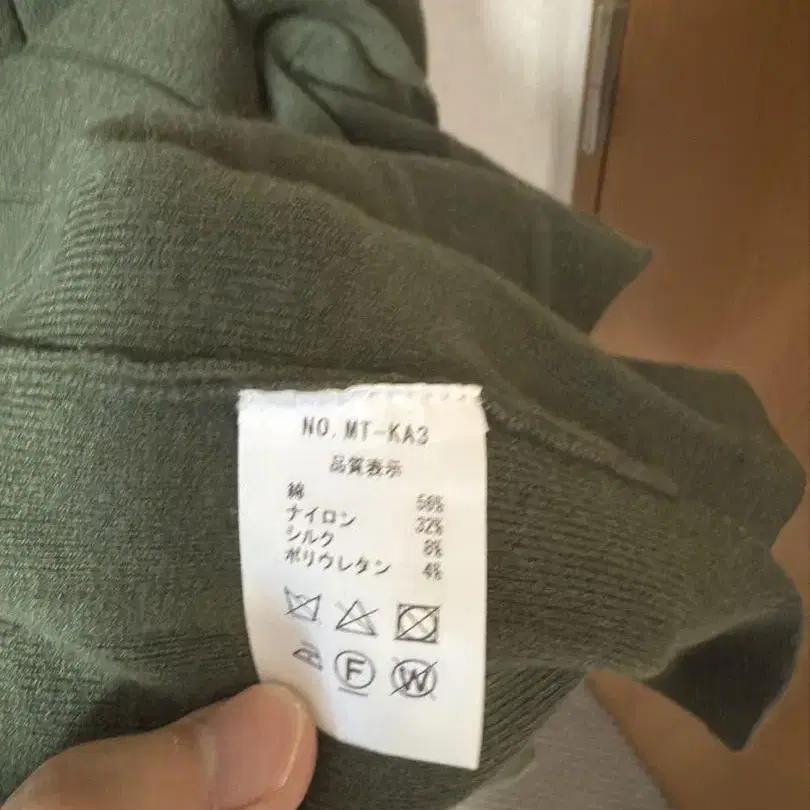 NO. MT-KA3
品質表示
綿 56%
ナイロン 32%
シルク 8%
ポリウレタン 4%
F
W